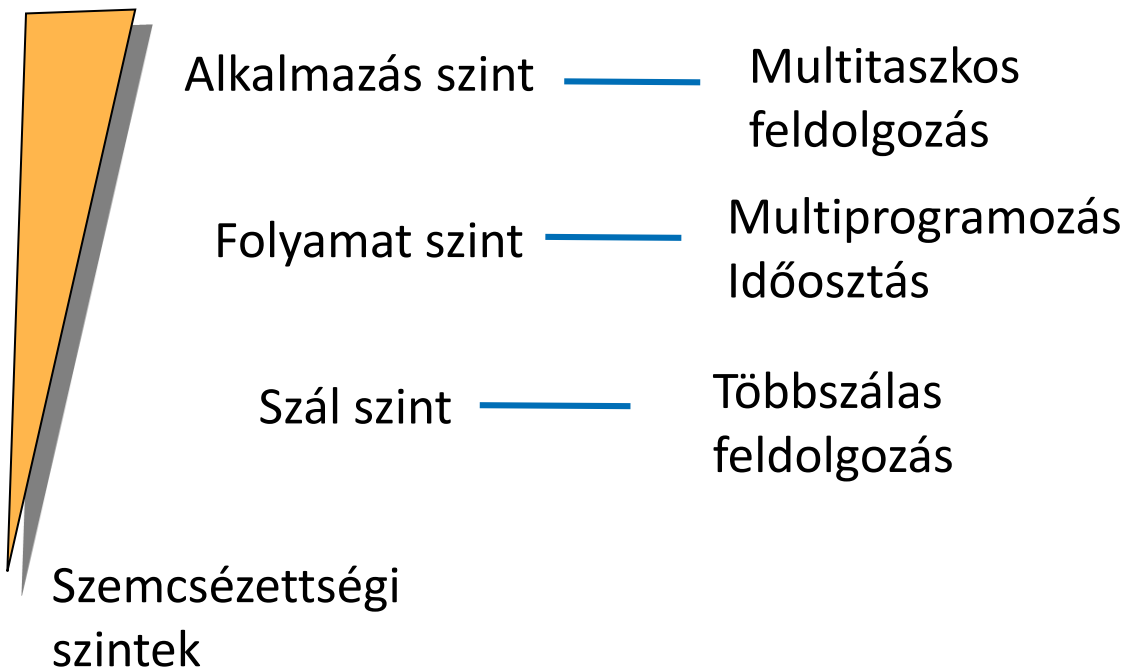 Alkalmazás szint
Multitaszkos
feldolgozás
Folyamat szint
Multiprogramozás
Időosztás
Szál szint
Többszálas
feldolgozás
Szemcsézettségi
szintek